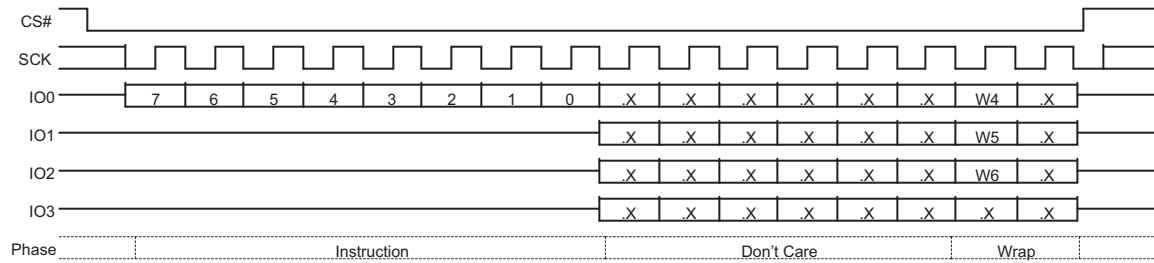 CS#
SCK
IO0 7 6 5 4 3 2 1 0 .X .X .X .X .X .X W4 .X
IO1 .X .X .X .X .X .X W5 .X
IO2 .X .X .X .X .X .X W6 .X
IO3 .X .X .X .X .X .X .X .X
Phase Instruction Don't Care Wrap